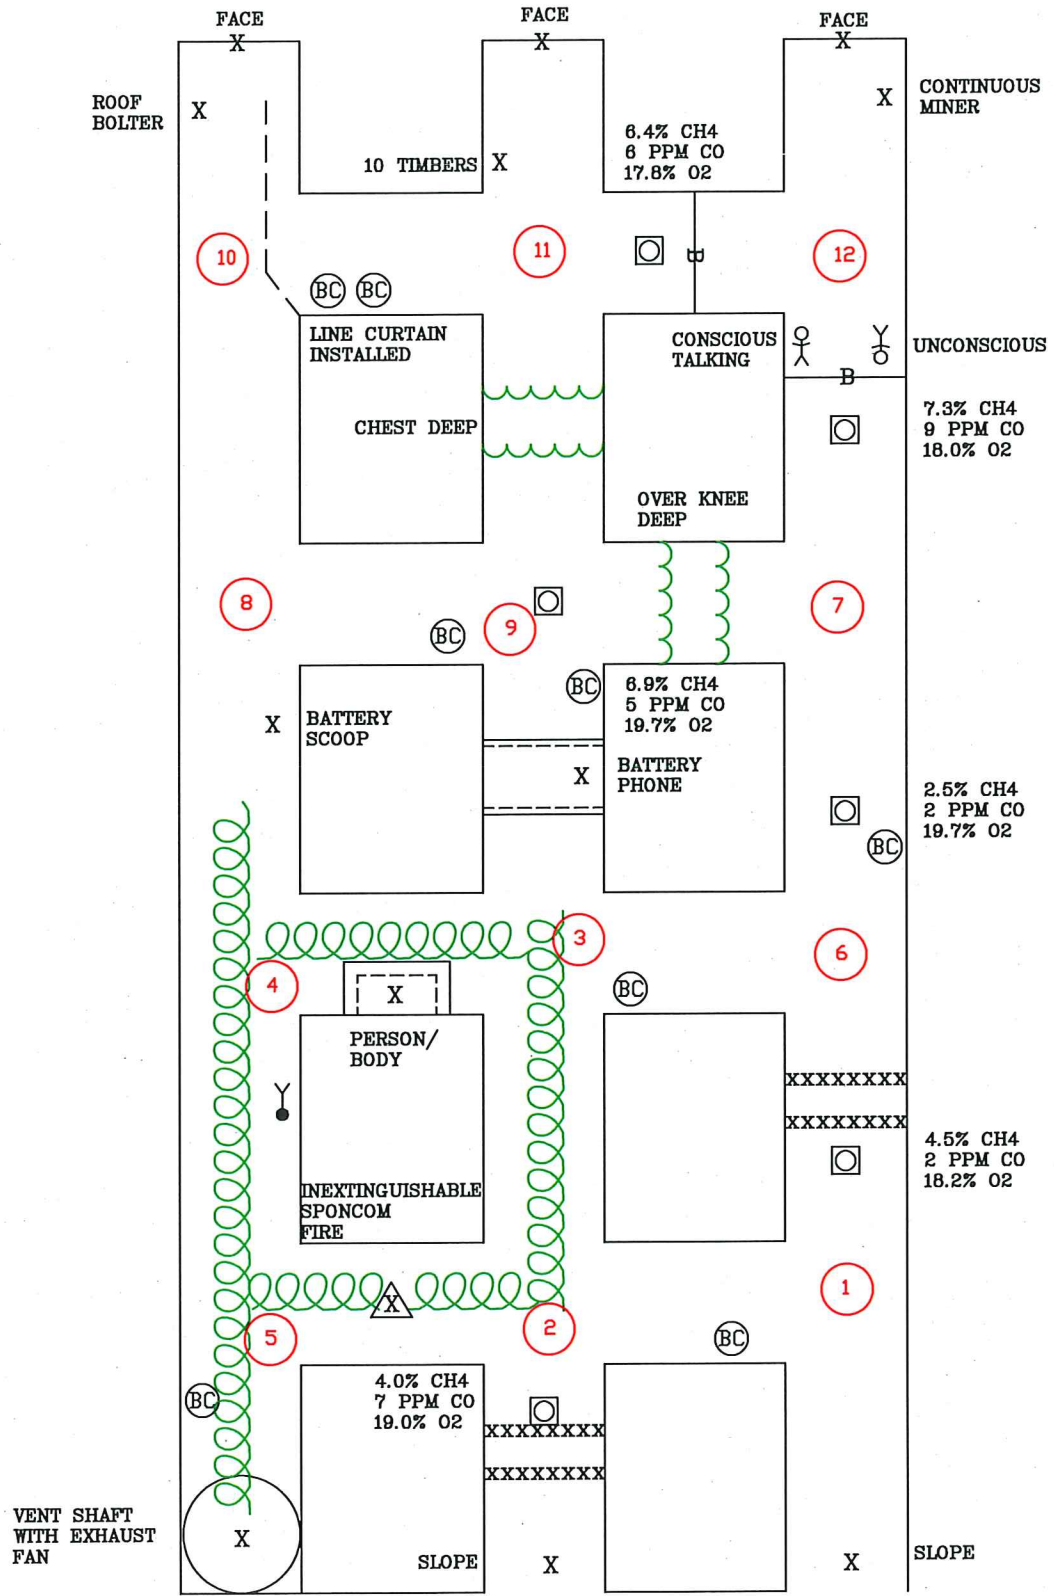 FACE
X
FACE
X
FACE
X
ROOF
BOLTER
X
X
CONTINUOUS
MINER
10 TIMBERS
X
6.4% CH4
6 PPM CO
17.8% O2
10
11
B
12
BC
BC
LINE CURTAIN
INSTALLED
CONSCIOUS
TALKING
UNCONSCIOUS
B
CHEST DEEP
7.3% CH4
9 PPM CO
18.0% O2
OVER KNEE
DEEP
8
9
7
BC
BC
6.9% CH4
5 PPM CO
19.7% O2
X
BATTERY
SCOOP
X
BATTERY
PHONE
2.5% CH4
2 PPM CO
19.7% O2
BC
3
6
4
X
BC
PERSON/
BODY
XXXXXXXX
XXXXXXXX
4.5% CH4
2 PPM CO
18.2% O2
INEXTINGUISHABLE
SPONCOM
FIRE
X
1
5
2
BC
4.0% CH4
7 PPM CO
19.0% O2
BC
XXXXXXXX
XXXXXXXX
VENT SHAFT
WITH EXHAUST
FAN
X
SLOPE
X
X
SLOPE